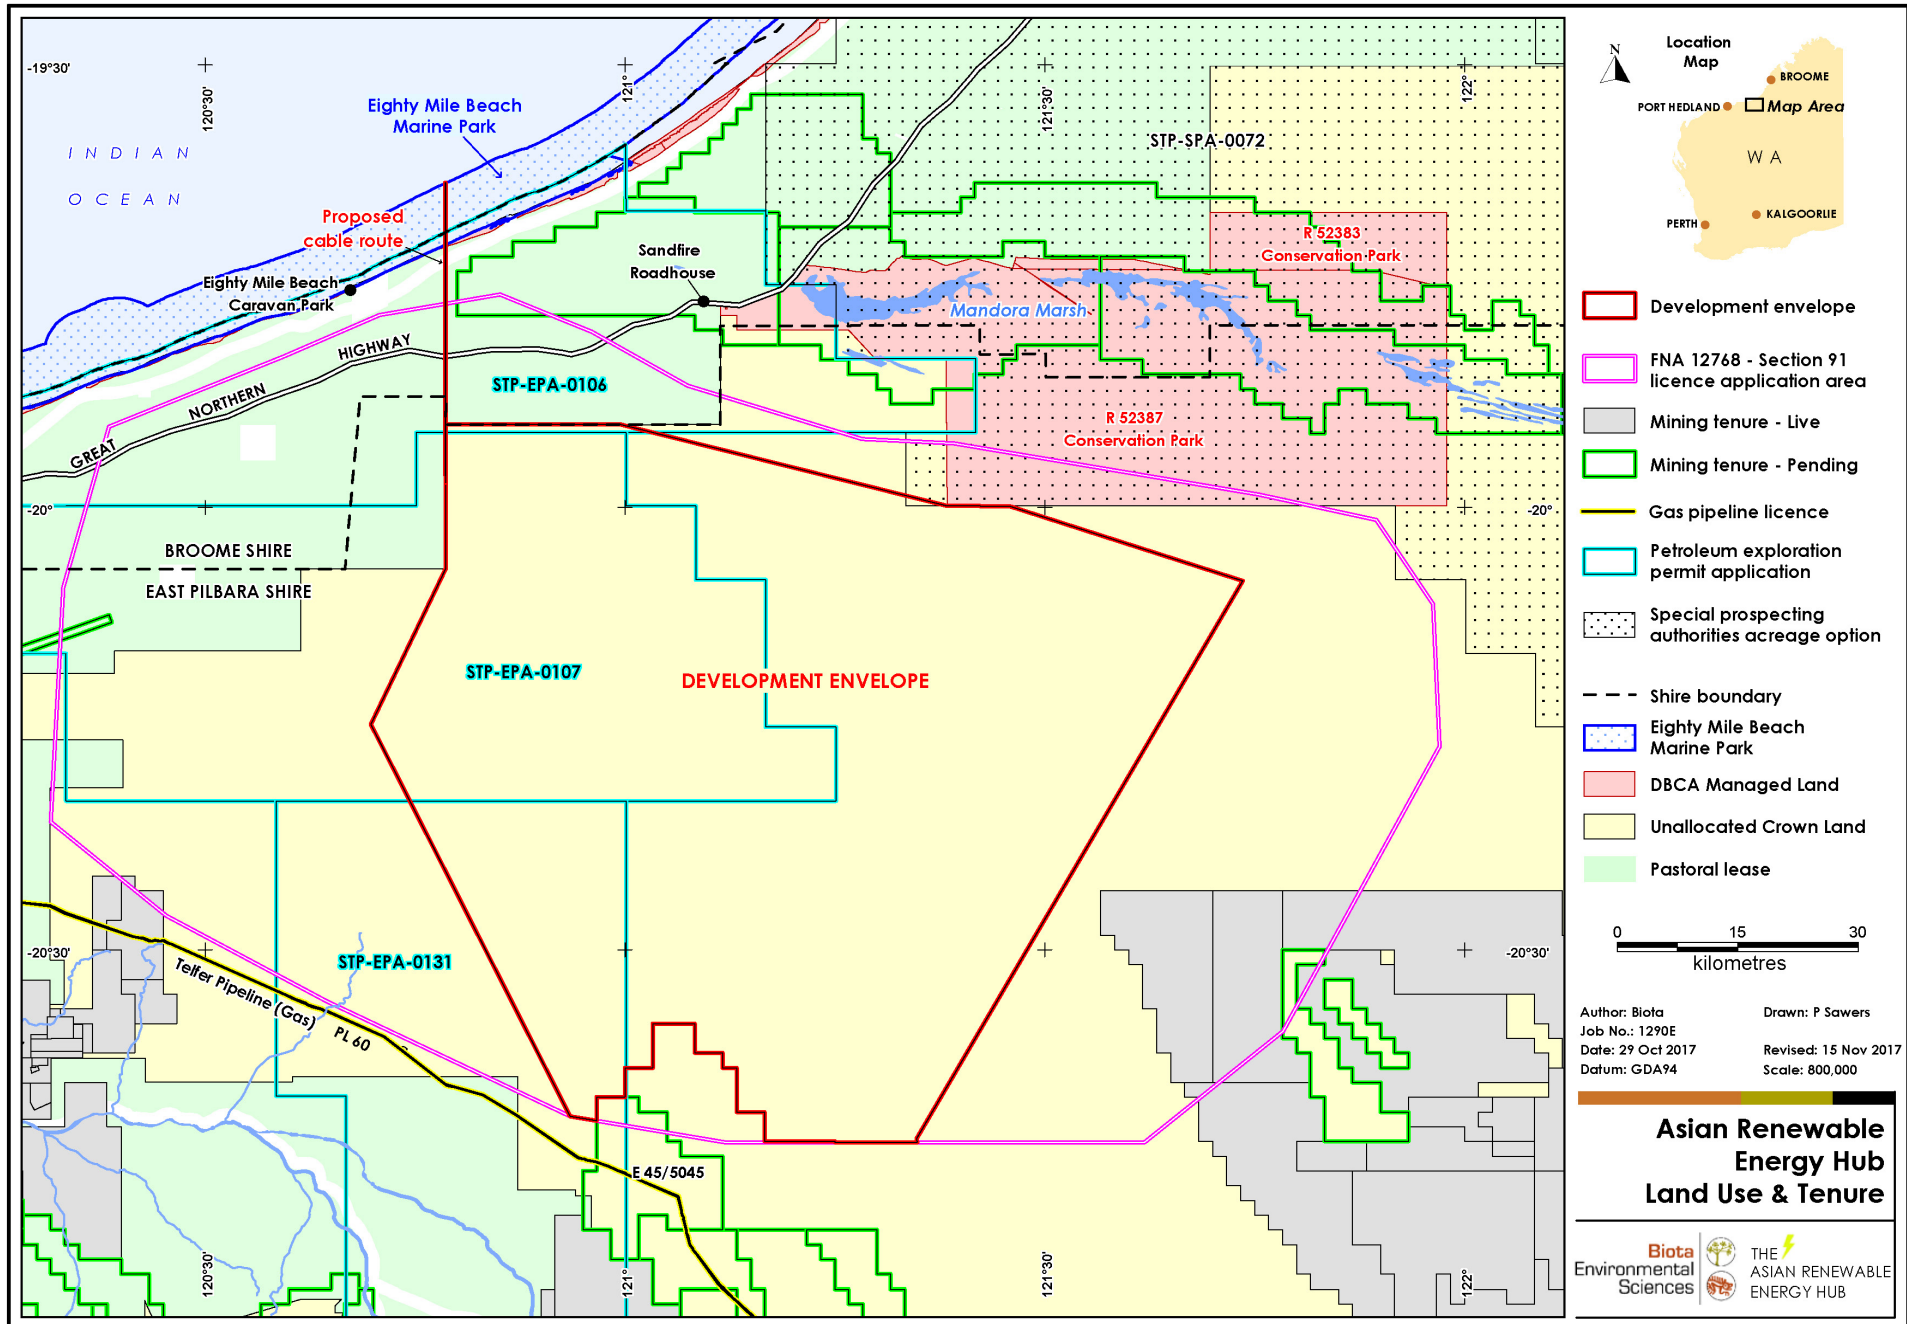 -19°30'
120°30'
121°
121°30'
122°
Eighty Mile Beach
Marine Park
INDIAN
OCEAN
STP-SPA-0072
Proposed
cable route
Sandfire
Roadhouse
R 52383
Conservation Park
Eighty Mile Beach
Caravan Park
Mandora Marsh
GREAT NORTHERN HIGHWAY
STP-EPA-0106
R 52387
Conservation Park
-20°
-20°
BROOME SHIRE
EAST PILBARA SHIRE
STP-EPA-0107
DEVELOPMENT ENVELOPE
-20°30'
-20°30'
STP-EPA-0131
Telfer Pipeline (Gas)
PL 60
E 45/5045
120°30'
121°
121°30'
122°
N
Location
Map
BROOME
PORT HEDLAND
Map Area
WA
KALGOORLIE
PERTH
Development envelope
FNA 12768 - Section 91
licence application area
Mining tenure - Live
Mining tenure - Pending
Gas pipeline licence
Petroleum exploration
permit application
Special prospecting
authorities acreage option
Shire boundary
Eighty Mile Beach
Marine Park
DBCA Managed Land
Unallocated Crown Land
Pastoral lease
0 15 30
kilometres
Author: Biota Drawn: P Sawers
Job No.: 1290E
Date: 29 Oct 2017 Revised: 15 Nov 2017
Datum: GDA94 Scale: 800,000
Asian Renewable
Energy Hub
Land Use & Tenure
Biota
Environmental
Sciences
THE
ASIAN RENEWABLE
ENERGY HUB